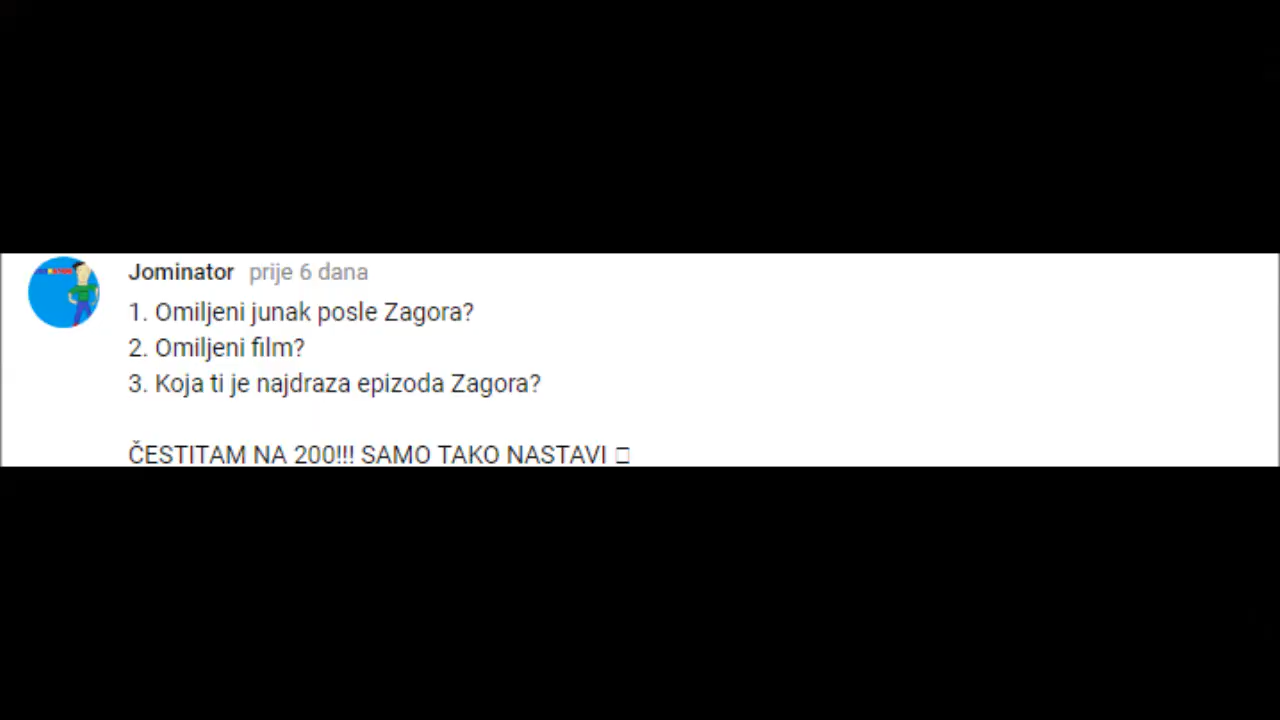 Jominator prije 6 dana
1. Omiljeni junak posle Zagora?
2. Omiljeni film?
3. Koja ti je najdraza epizoda Zagora?
ČESTITAM NA 200!!! SAMO TAKO NASTAVI